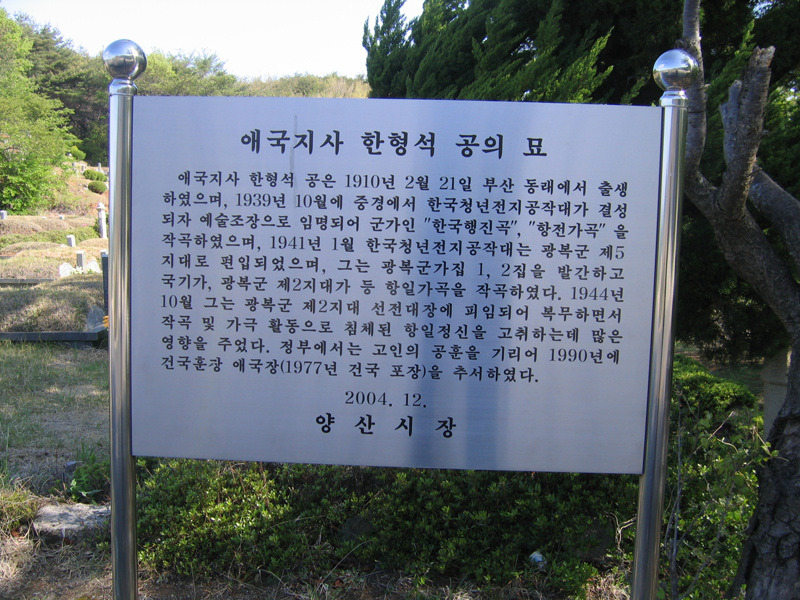 애국지사 한형석 공의 묘
애국지사 한형석 공은 1910년 2월 21일 부산 동래에서 출생
하였으며, 1939년 10월에 중경에서 한국청년전지공작대가 결성
되자 예술조장으로 임명되어 군가인 "한국행진곡", "항전가곡" 을
작곡하였으며, 1941년 1월 한국청년전지공작대는 광복군 제5
지대로 편입되었으며, 그는 광복군가집 1, 2집을 발간하고
국기가, 광복군 제2지대가 등 항일가곡을 작곡하였다. 1944년
10월 그는 광복군 제2지대 선전대장에 피임되어 복무하면서
작곡 및 가극 활동으로 침체된 항일정신을 고취하는데 많은
영향을 주었다. 정부에서는 고인의 공훈을 기리어 1990년에
건국훈장 애국장(1977년 건국 포장)을 추서하였다.
2004. 12.
양 산 시 장